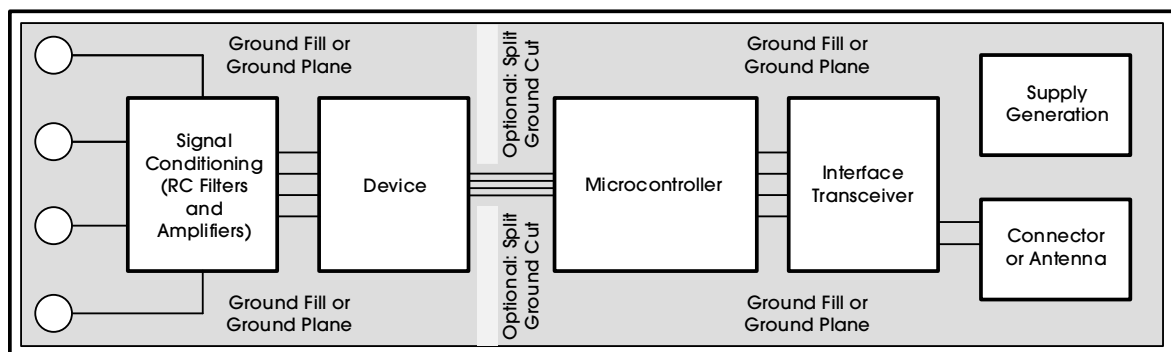 Ground Fill or
Ground Plane
Optional: Split
Ground Cut
Ground Fill or
Ground Plane
Supply
Generation
Signal
Conditioning
(RC Filters
and
Amplifiers)
Device
Microcontroller
Interface
Transceiver
Connector
or Antenna
Ground Fill or
Ground Plane
Optional: Split
Ground Cut
Ground Fill or
Ground Plane